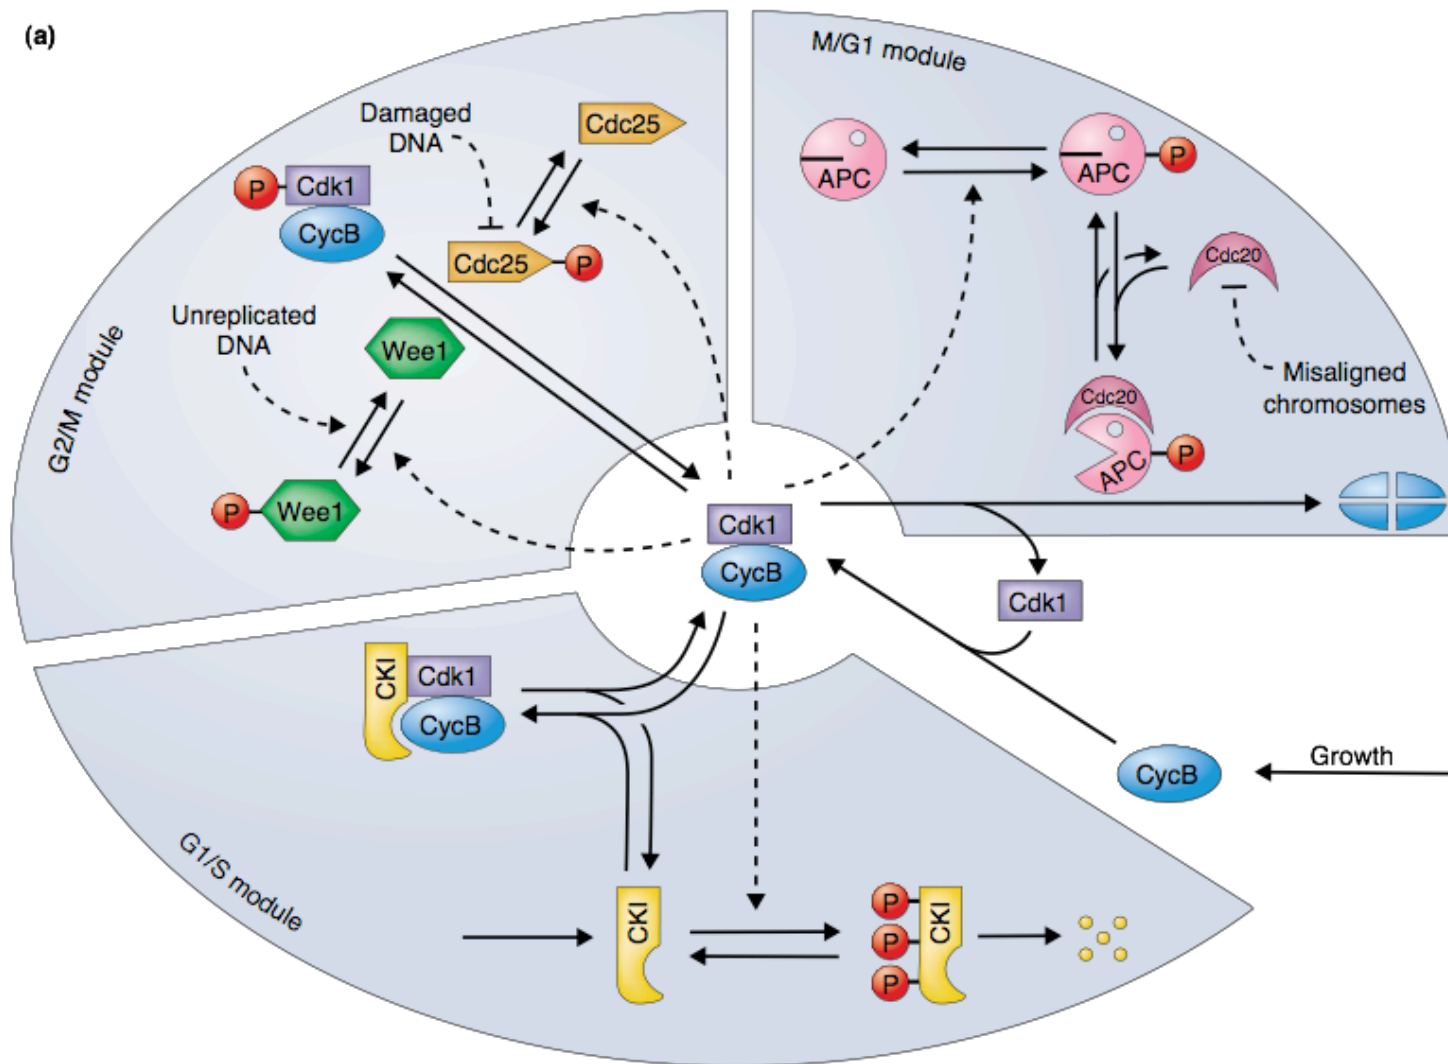 (a)
M/G1 module
Damaged
DNA
Cdc25
P
Cdk1
CycB
Cdc25
P
APC
APC
P
Cdc20
Unreplicated
DNA
Wee1
G2/M module
P
Wee1
Misaligned
chromosomes
Cdc20
APC
P
Cdk1
CycB
Cdk1
CKI
Cdk1
CycB
CycB
Growth
G1/S module
CKI
P
P
P
CKI